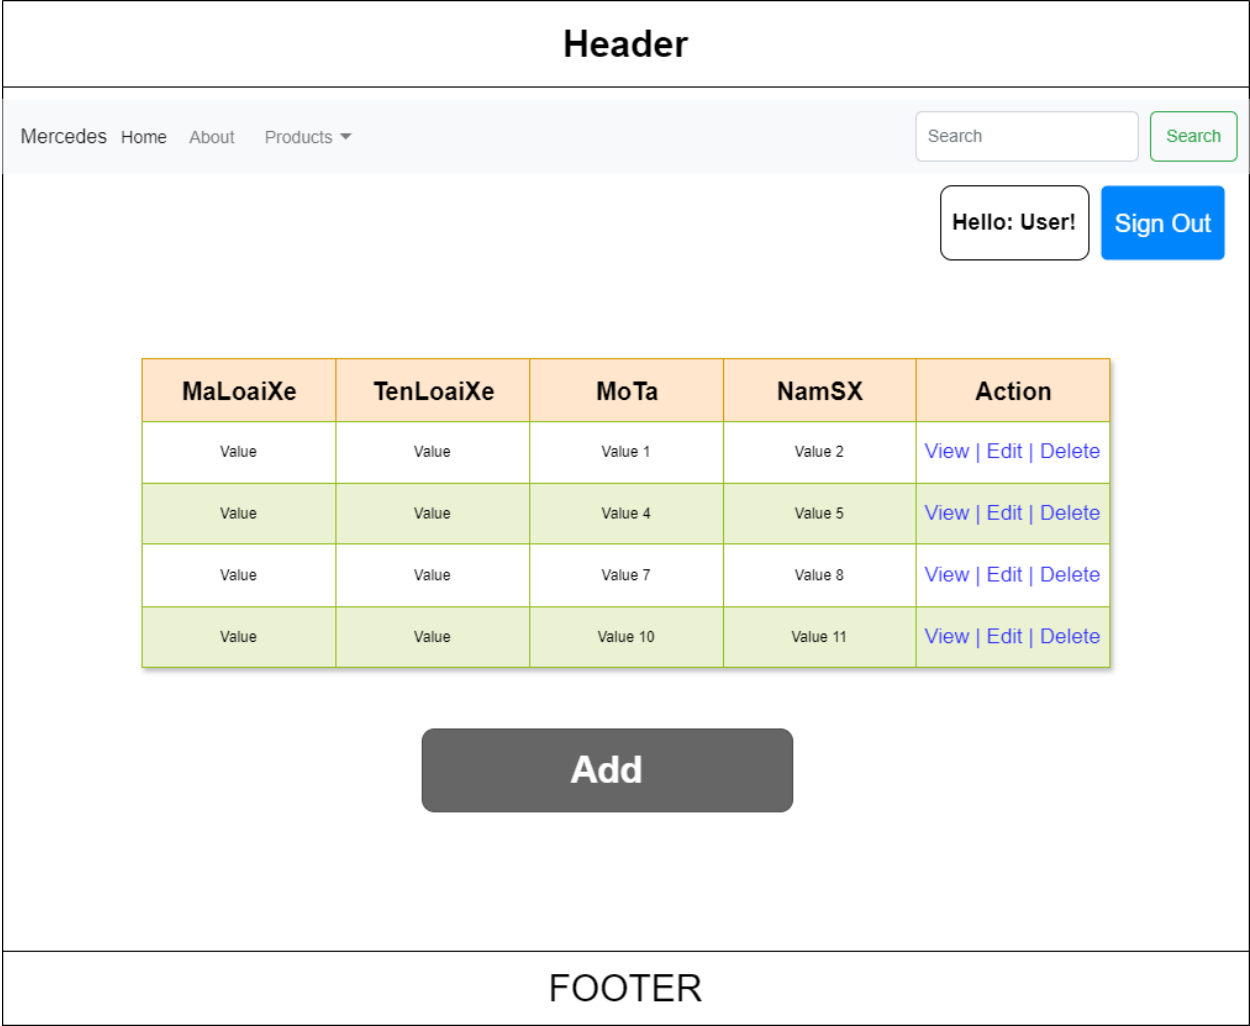 Header
Mercedes Home About Products Search Search
Hello: User! Sign Out
MaLoaiXe TenLoaiXe MoTa NamSX Action
Value Value Value 1 Value 2 View | Edit | Delete
Value Value Value 4 Value 5 View | Edit | Delete
Value Value Value 7 Value 8 View | Edit | Delete
Value Value Value 10 Value 11 View | Edit | Delete
Add
FOOTER